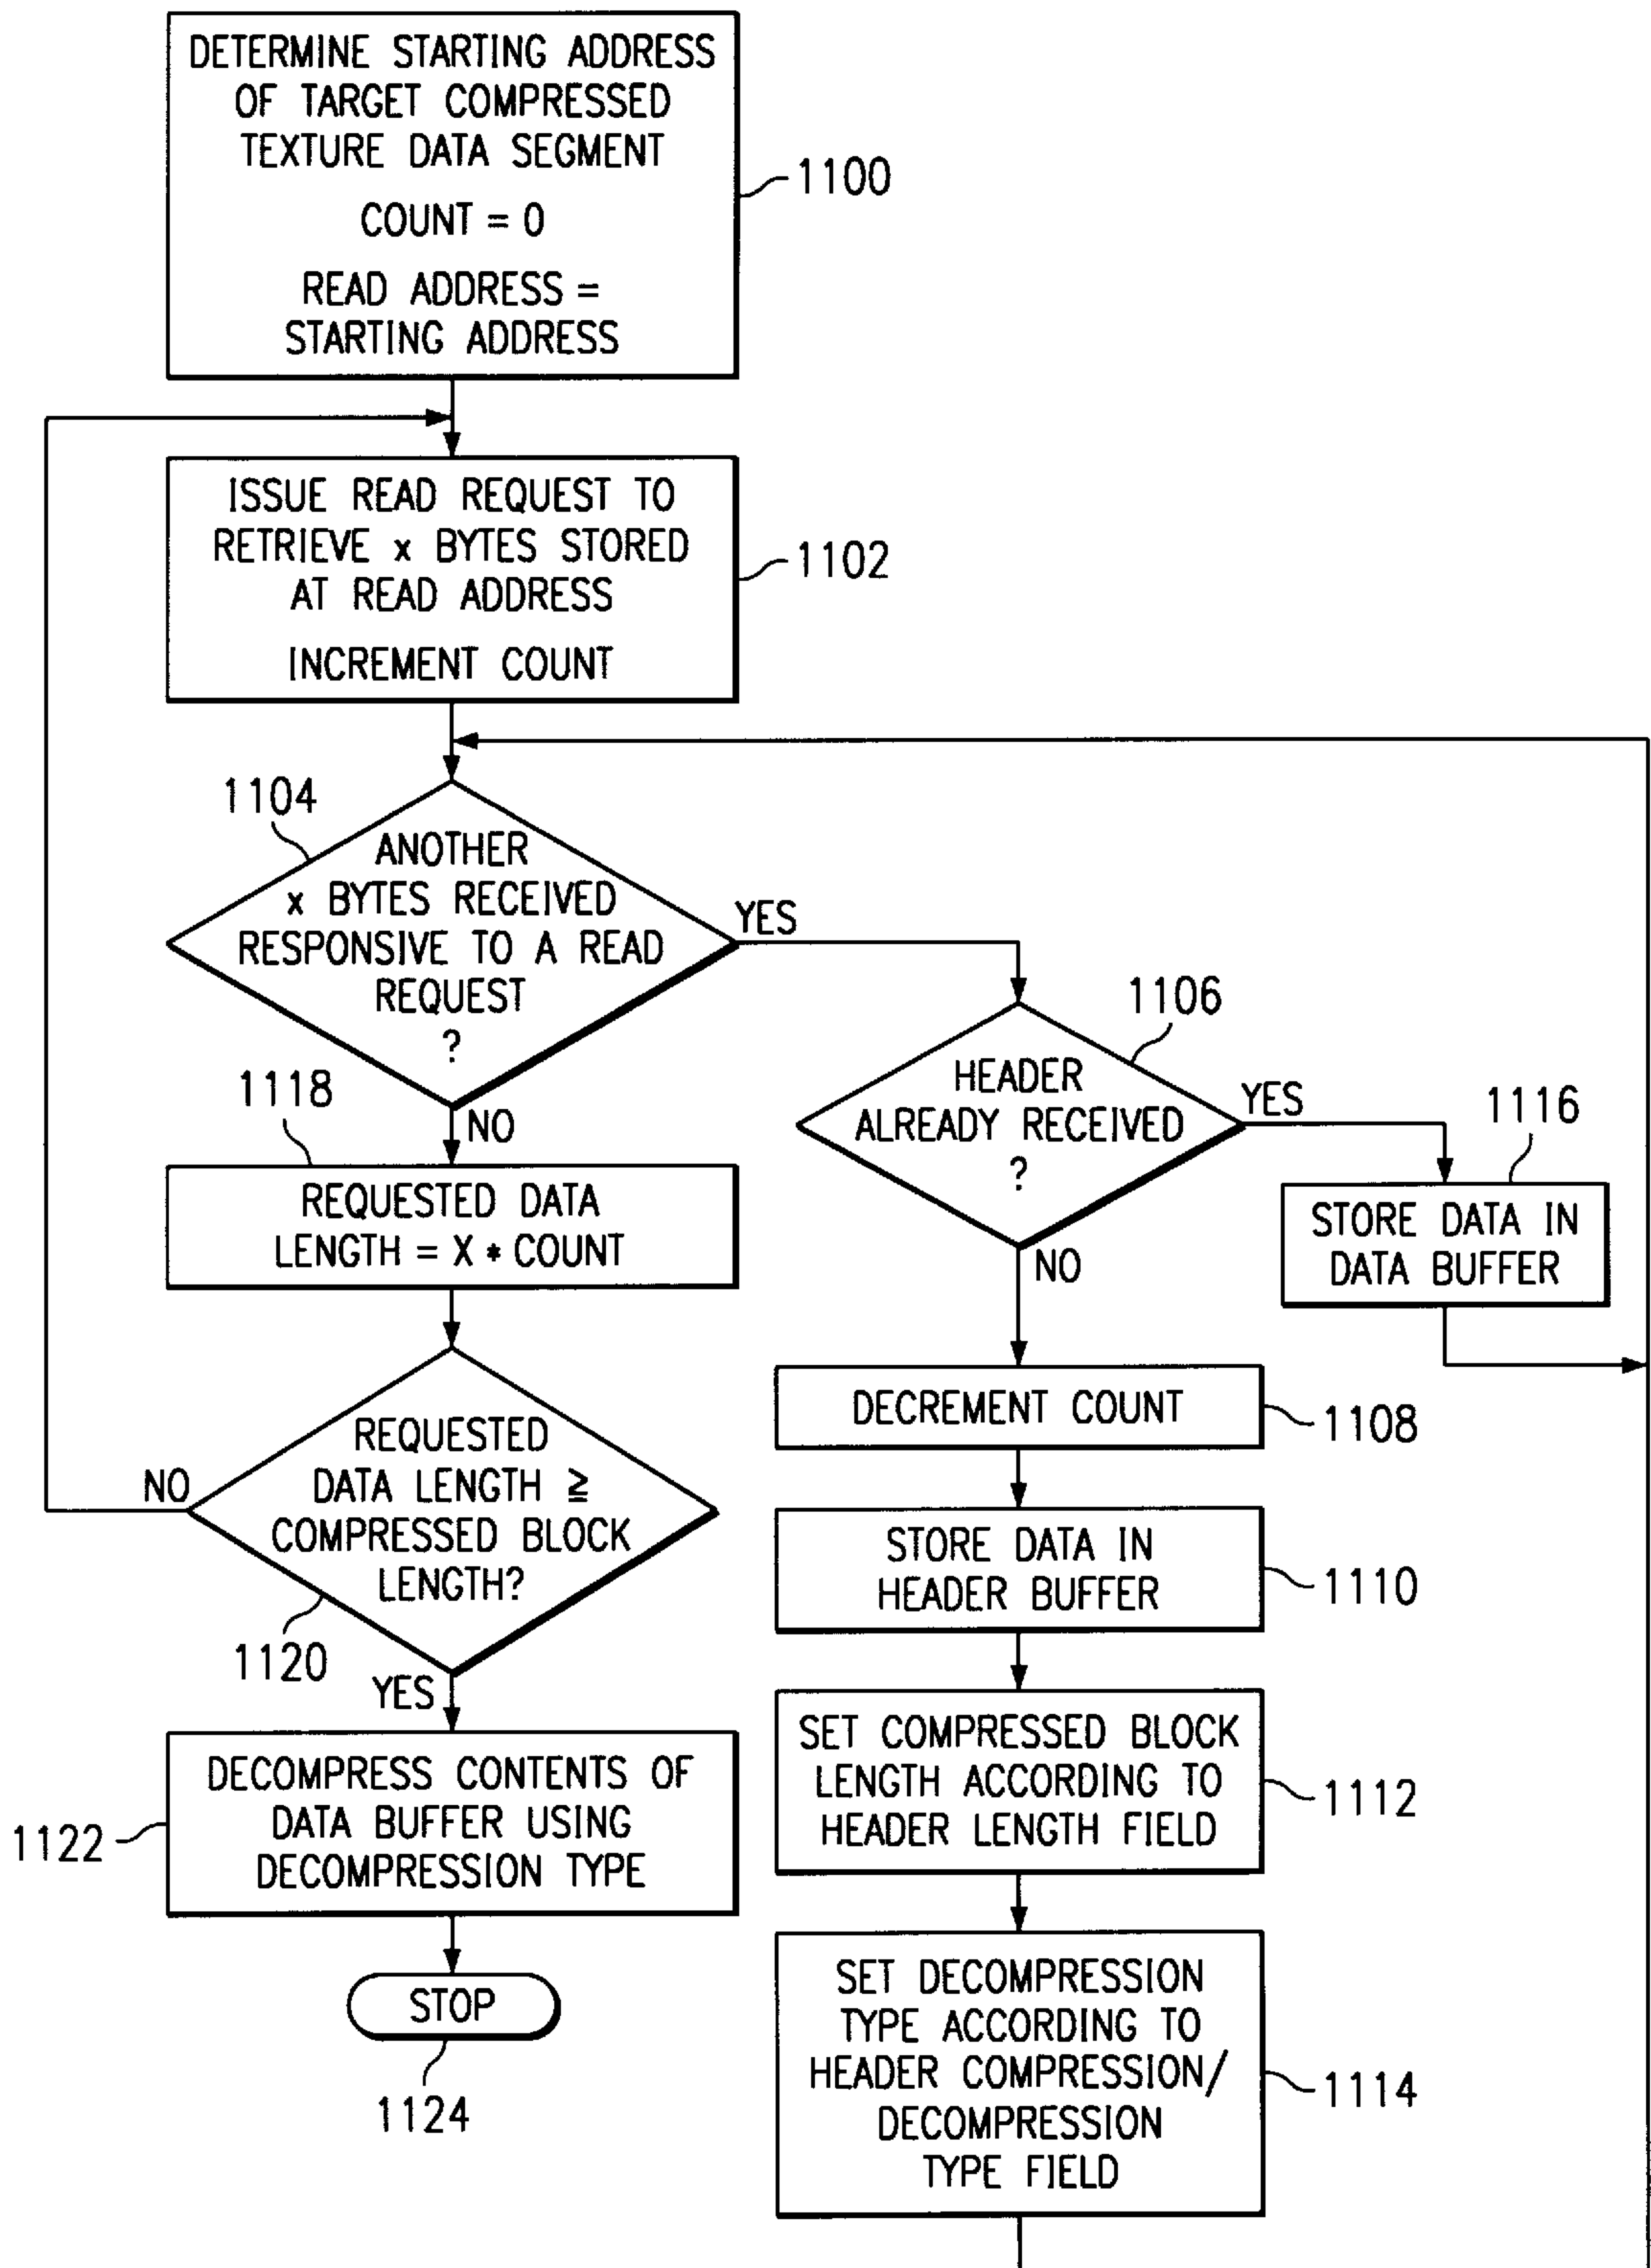 DETERMINE STARTING ADDRESS
OF TARGET COMPRESSED
TEXTURE DATA SEGMENT
COUNT = 0
READ ADDRESS =
STARTING ADDRESS
1100
ISSUE READ REQUEST TO
RETRIEVE x BYTES STORED
AT READ ADDRESS
INCREMENT COUNT
1102
1104
ANOTHER
x BYTES RECEIVED
RESPONSIVE TO A READ
REQUEST
?
YES
NO
1106
HEADER
ALREADY RECEIVED
?
YES
NO
1116
STORE DATA IN
DATA BUFFER
1118
REQUESTED DATA
LENGTH = X * COUNT
DECREMENT COUNT
1108
REQUESTED
DATA LENGTH ≥
COMPRESSED BLOCK
LENGTH?
NO
1120
YES
STORE DATA IN
HEADER BUFFER
1110
SET COMPRESSED BLOCK
LENGTH ACCORDING TO
HEADER LENGTH FIELD
1112
DECOMPRESS CONTENTS OF
DATA BUFFER USING
DECOMPRESSION TYPE
1122
STOP
1124
SET DECOMPRESSION
TYPE ACCORDING TO
HEADER COMPRESSION/
DECOMPRESSION
TYPE FIELD
1114